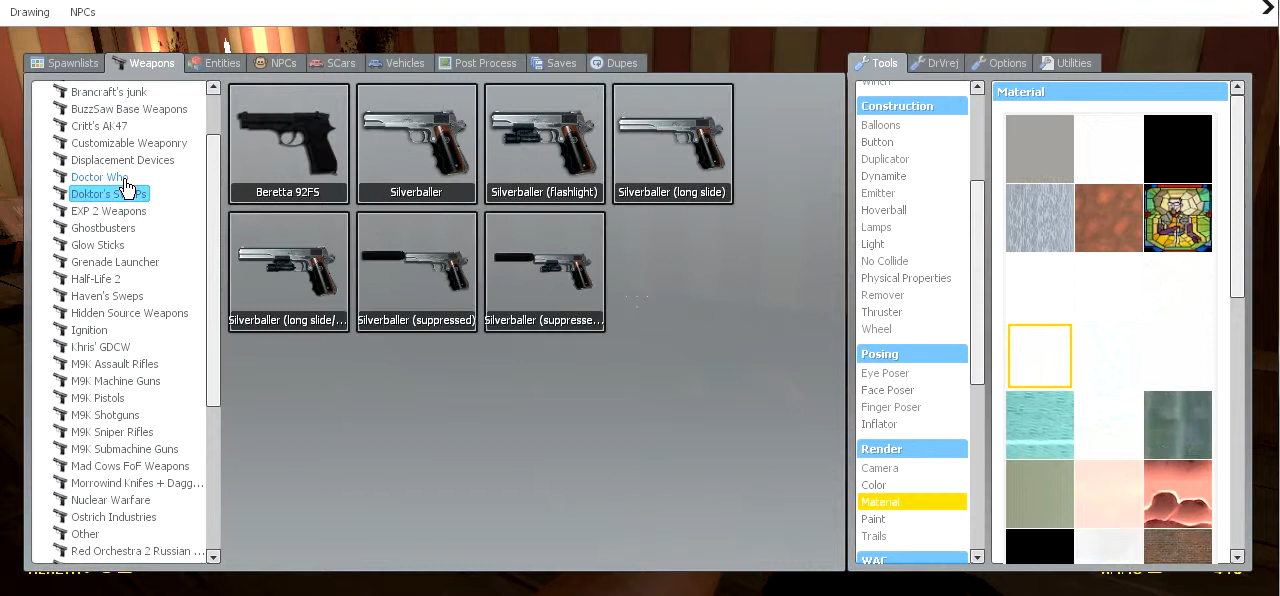 Drawing NPCs
Spawnlists Weapons Entities NPCs SCars Vehicles Post Process Saves Dupes
Brancraft's junk
BuzzSaw Base Weapons
Critt's AK47
Customizable Weaponry
Displacement Devices
Doctor Who
Doktor's SWEPs
EXP 2 Weapons
Ghostbusters
Glow Sticks
Grenade Launcher
Half-Life 2
Haven's Sweps
Hidden Source Weapons
Ignition
Khris' GDCW
M9K Assault Rifles
M9K Machine Guns
M9K Pistols
M9K Shotguns
M9K Sniper Rifles
M9K Submachine Guns
Mad Cows FoF Weapons
Morrowind Knifes + Dagg...
Nuclear Warfare
Ostrich Industries
Other
Red Orchestra 2 Russian ...
Beretta 92FS
Silverballer
Silverballer (flashlight)
Silverballer (long slide)
Silverballer (long slide/...
Silverballer (suppressed)
Silverballer (suppresse...
Tools DrVrej Options Utilities
Winch
Construction
Balloons
Button
Duplicator
Dynamite
Emitter
Hoverball
Lamps
Light
No Collide
Physical Properties
Remover
Thruster
Wheel
Posing
Eye Poser
Face Poser
Finger Poser
Inflator
Render
Camera
Color
Material
Paint
Trails
WAC
Material